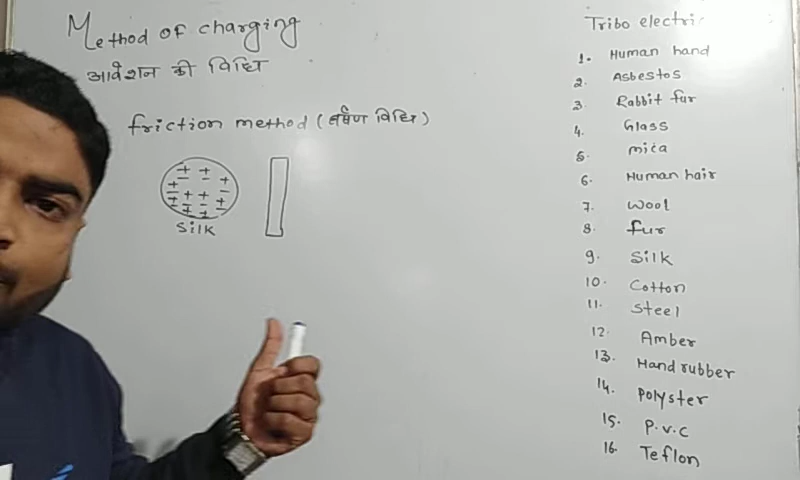 Method of charging
आवेशन की विधि
friction method (घर्षण विधि)
Silk
Tribo electric
1. Human hand
2. Asbestos
3 Rabbit fur
4. Glass
5. mica
6. Human hair
7. Wool
8. fur
9. Silk
10. Cotton
11. Steel
12. Amber
13. Hand rubber
14. Polyster
15. P.v.c
16. Teflon